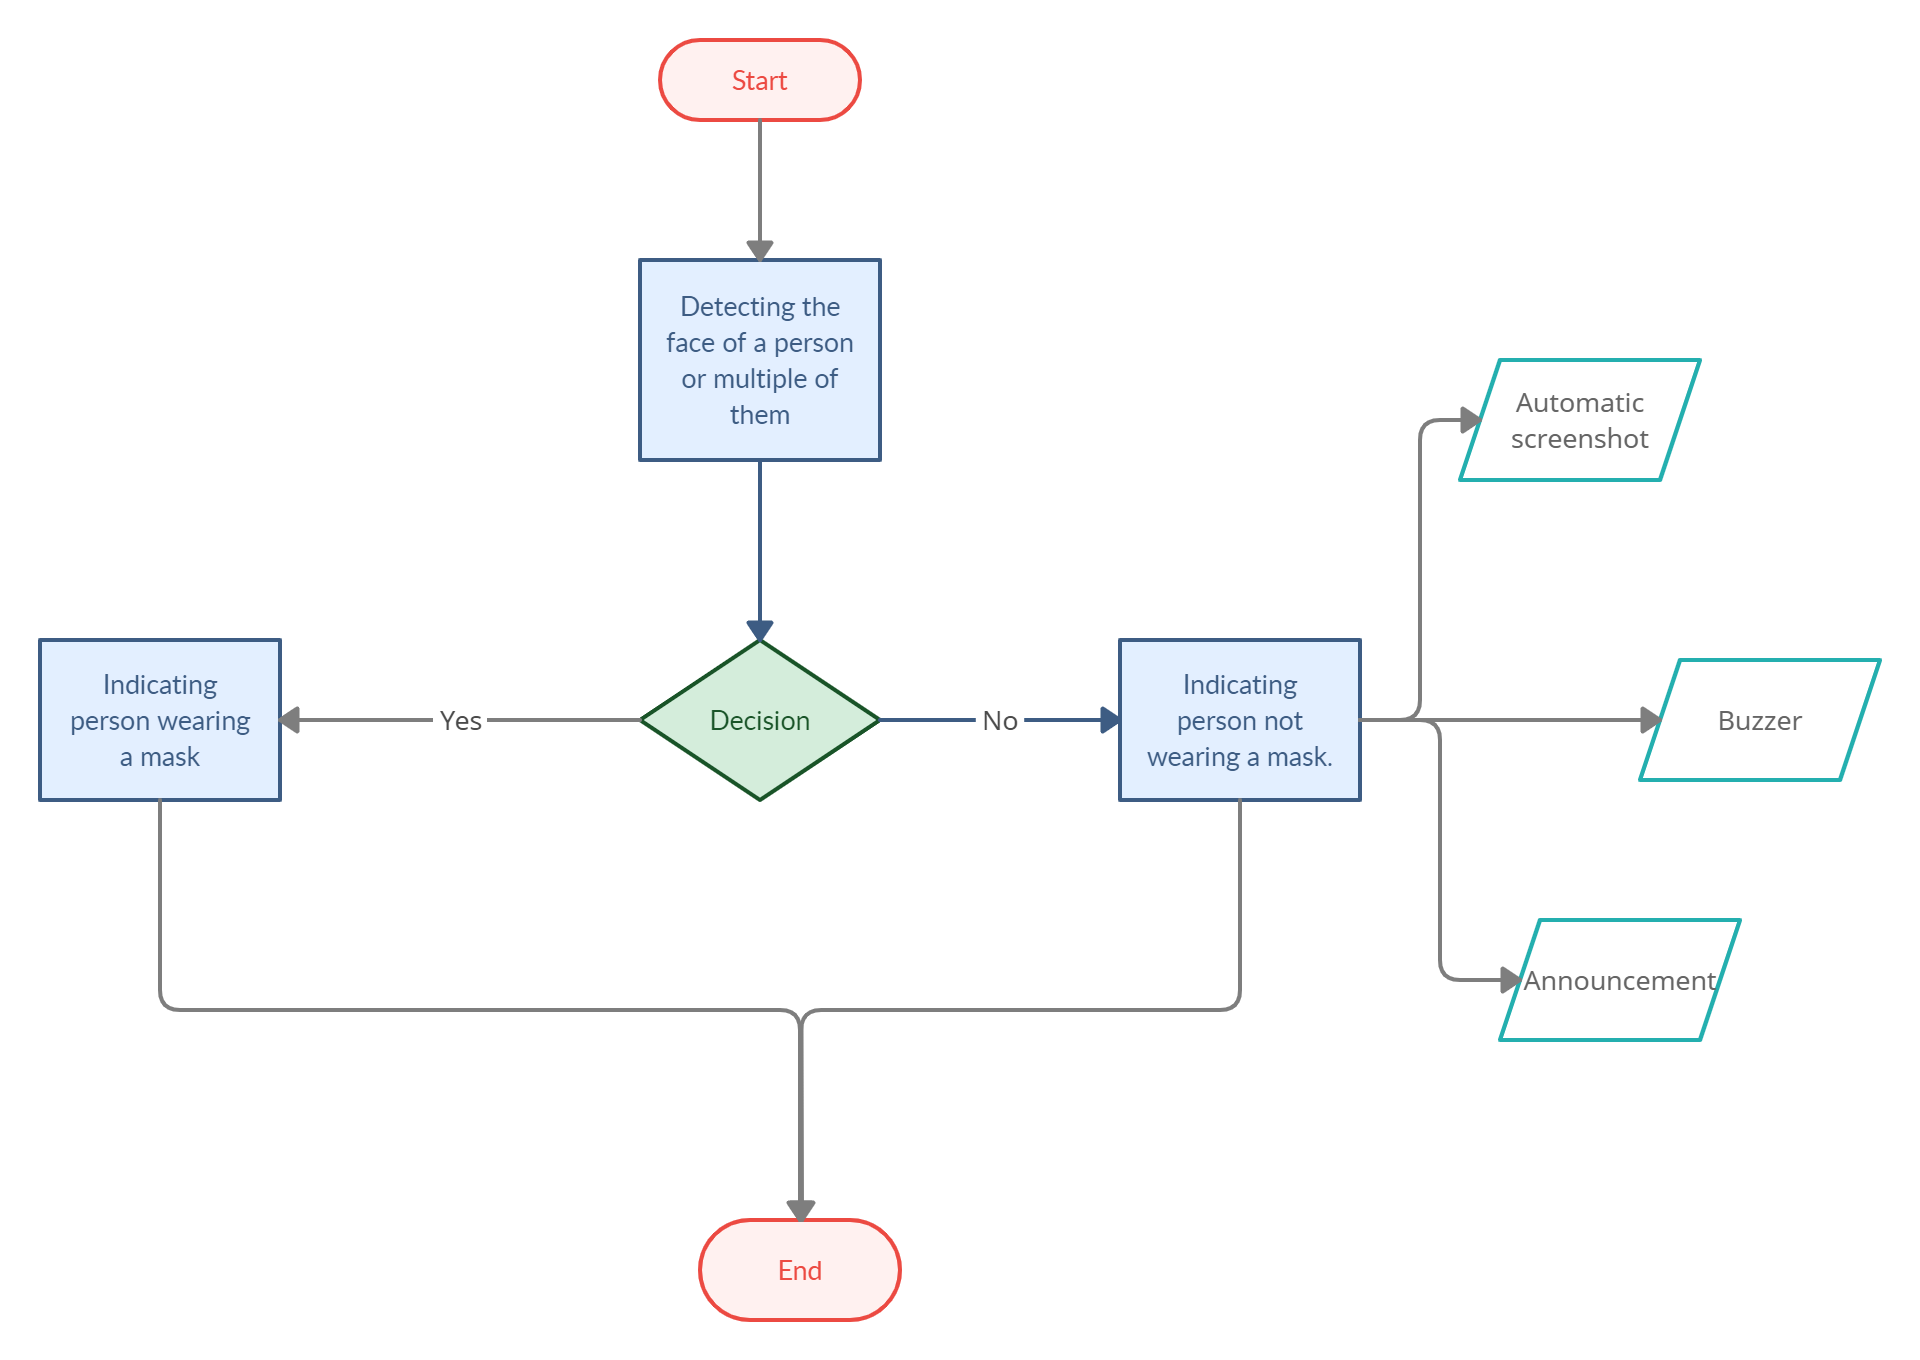 Start
Detecting the
face of a person
or multiple of
them
Automatic
screenshot
Indicating
person wearing
a mask
Yes
Decision
No
Indicating
person not
wearing a mask.
Buzzer
Announcement
End